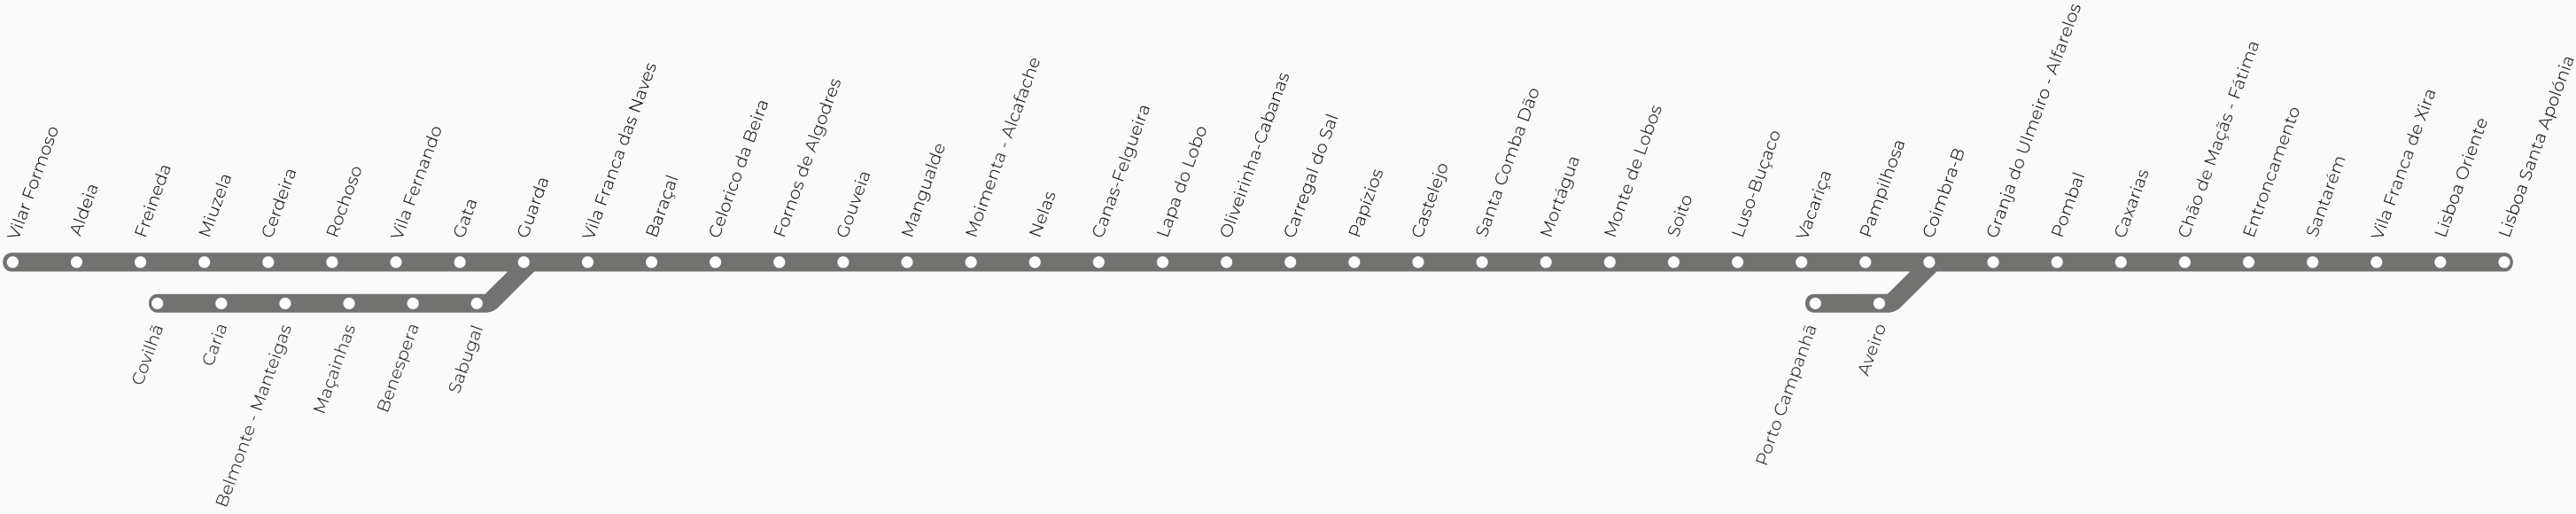 Vilar Formoso
Aldeia
Freineda
Miuzela
Cerdeira
Rochoso
Vila Fernando
Gata
Guarda
Vila Franca das Naves
Baraçal
Celorico da Beira
Fornos de Algodres
Gouveia
Mangualde
Moimenta - Alcafache
Nelas
Canas-Felgueira
Lapa do Lobo
Oliveirinha-Cabanas
Carregal do Sal
Papízios
Castelejo
Santa Comba Dão
Mortágua
Monte de Lobos
Soito
Luso-Buçaco
Vacariça
Pampilhosa
Coimbra-B
Granja do Ulmeiro - Alfarelos
Pombal
Caxarias
Chão de Maçãs - Fátima
Entroncamento
Santarém
Vila Franca de Xira
Lisboa Oriente
Lisboa Santa Apolónia
Covilhã
Caria
Belmonte - Manteigas
Maçainhas
Benespera
Sabugal
Porto Campanhã
Aveiro